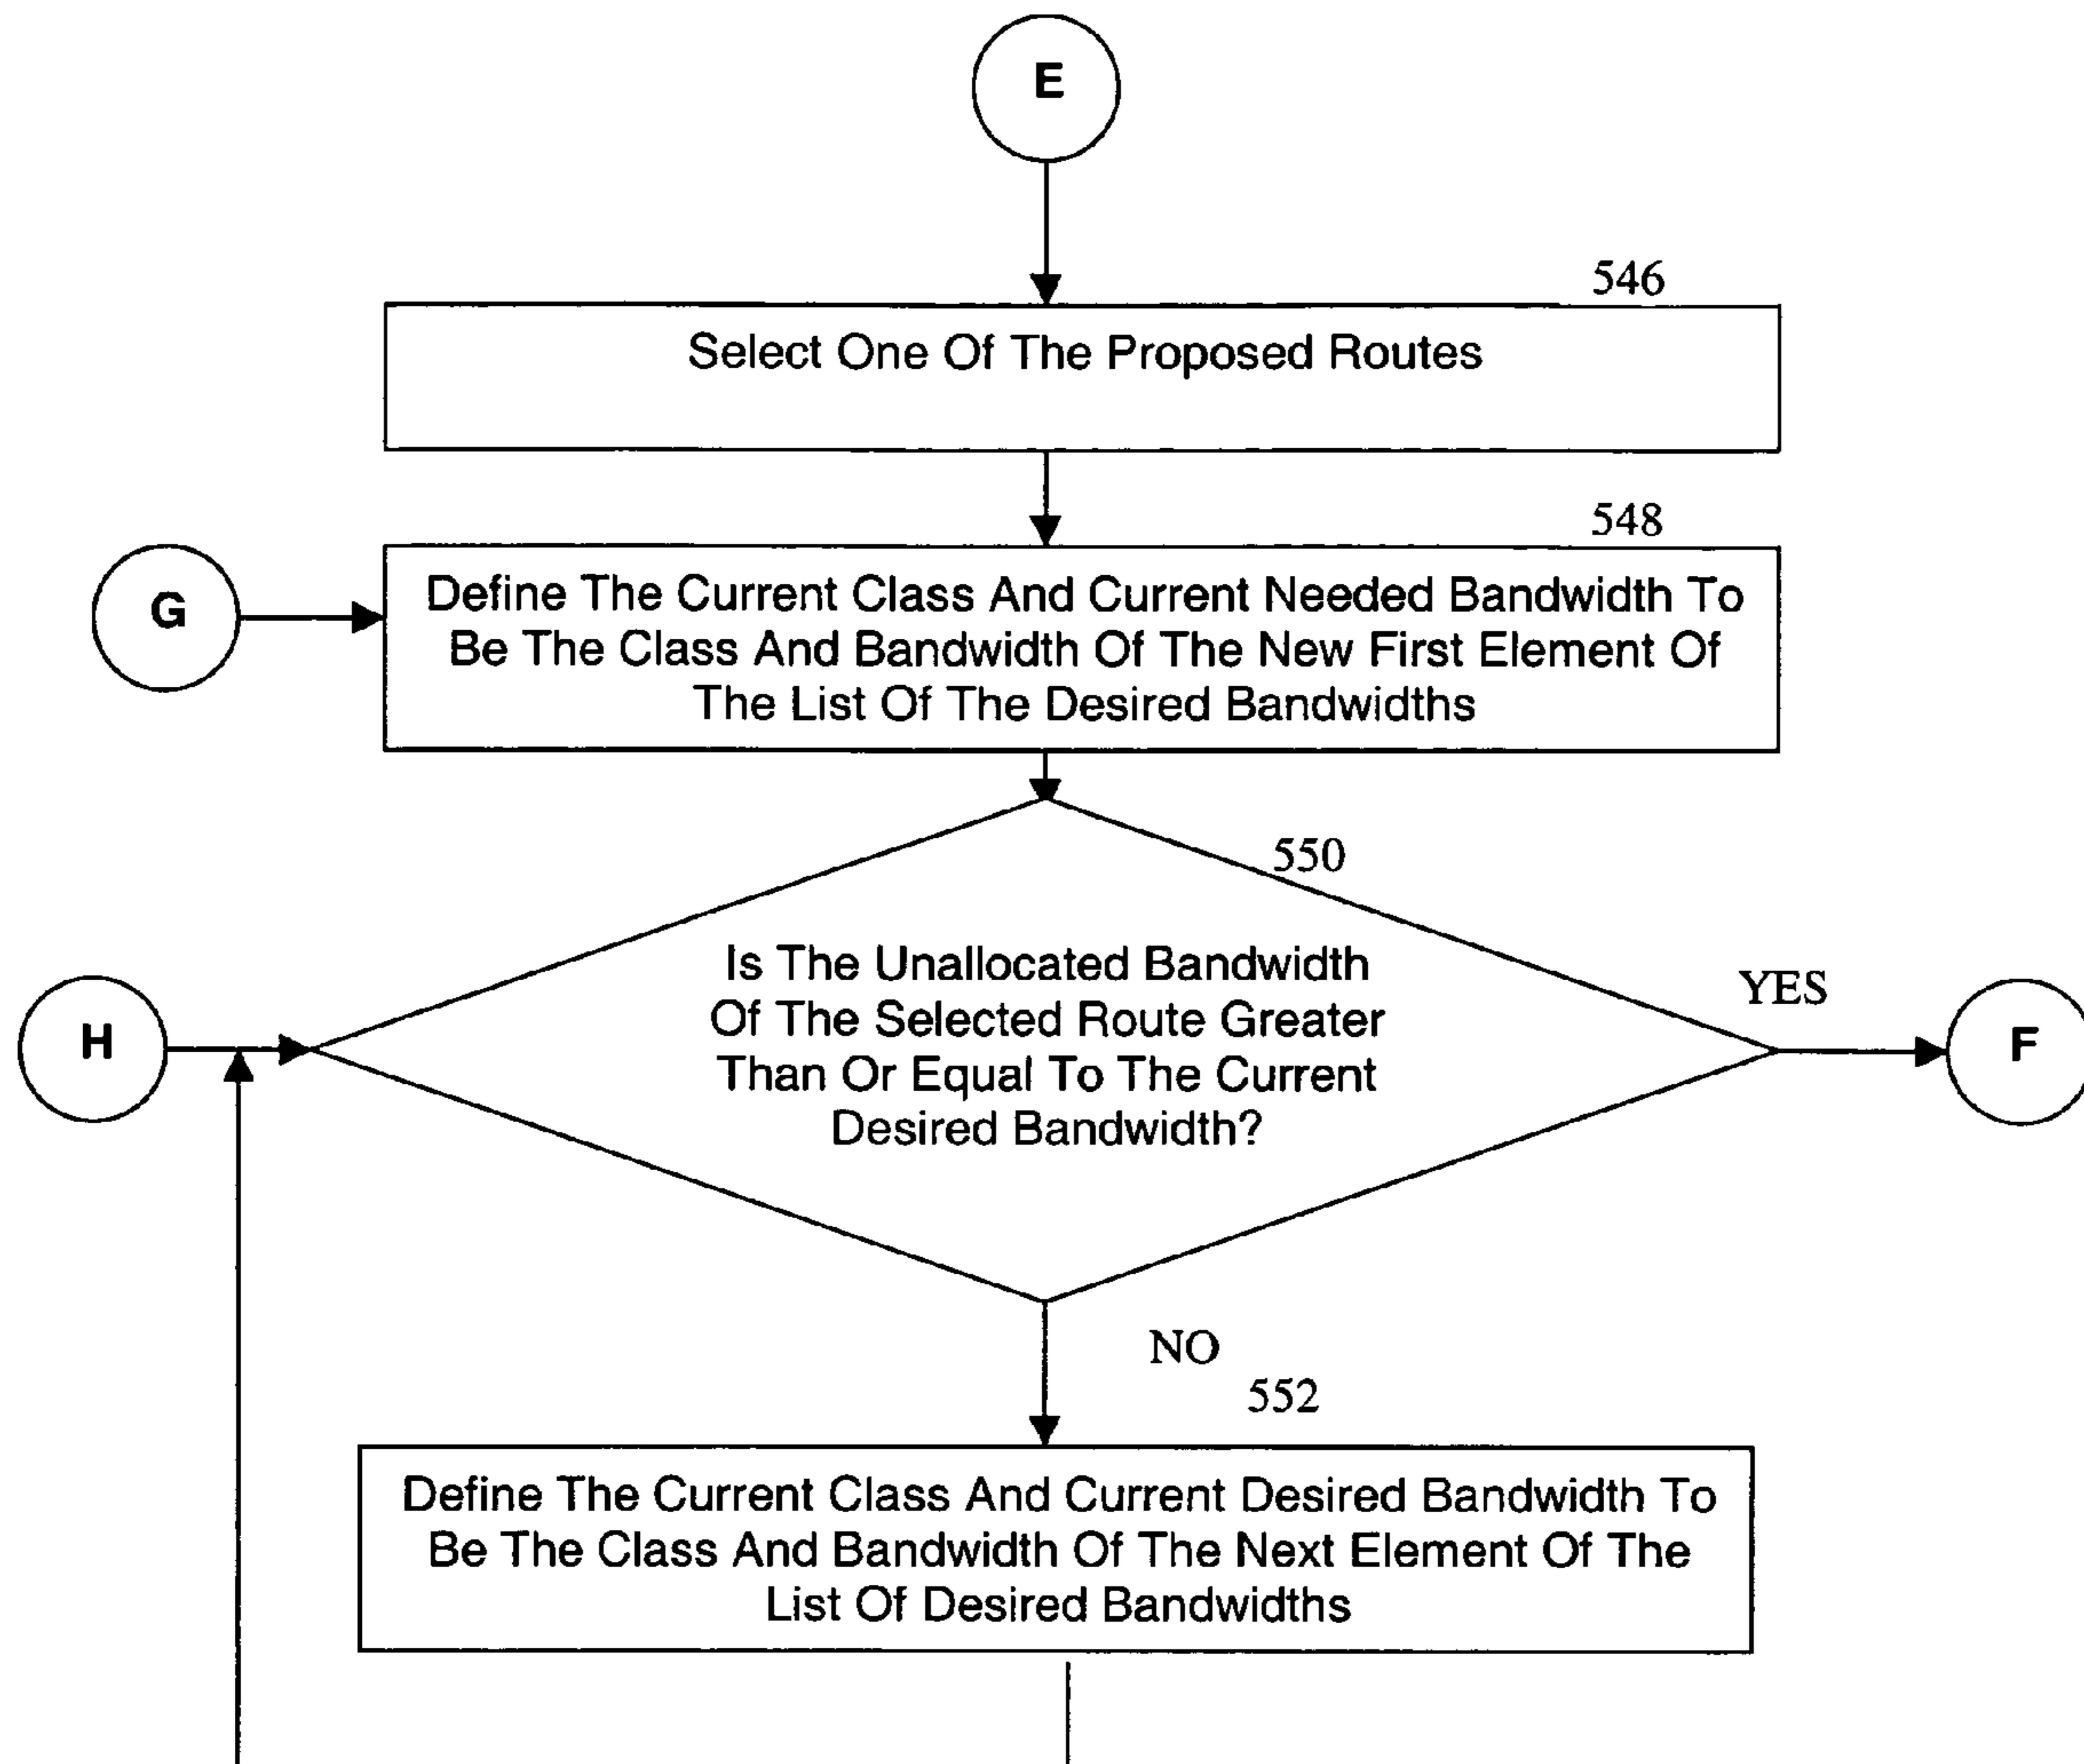 E
546
Select One Of The Proposed Routes
548
G
Define The Current Class And Current Needed Bandwidth To
Be The Class And Bandwidth Of The New First Element Of
The List Of The Desired Bandwidths
550
Is The Unallocated Bandwidth
Of The Selected Route Greater
Than Or Equal To The Current
Desired Bandwidth?
YES
H
F
NO
552
Define The Current Class And Current Desired Bandwidth To
Be The Class And Bandwidth Of The Next Element Of The
List Of Desired Bandwidths